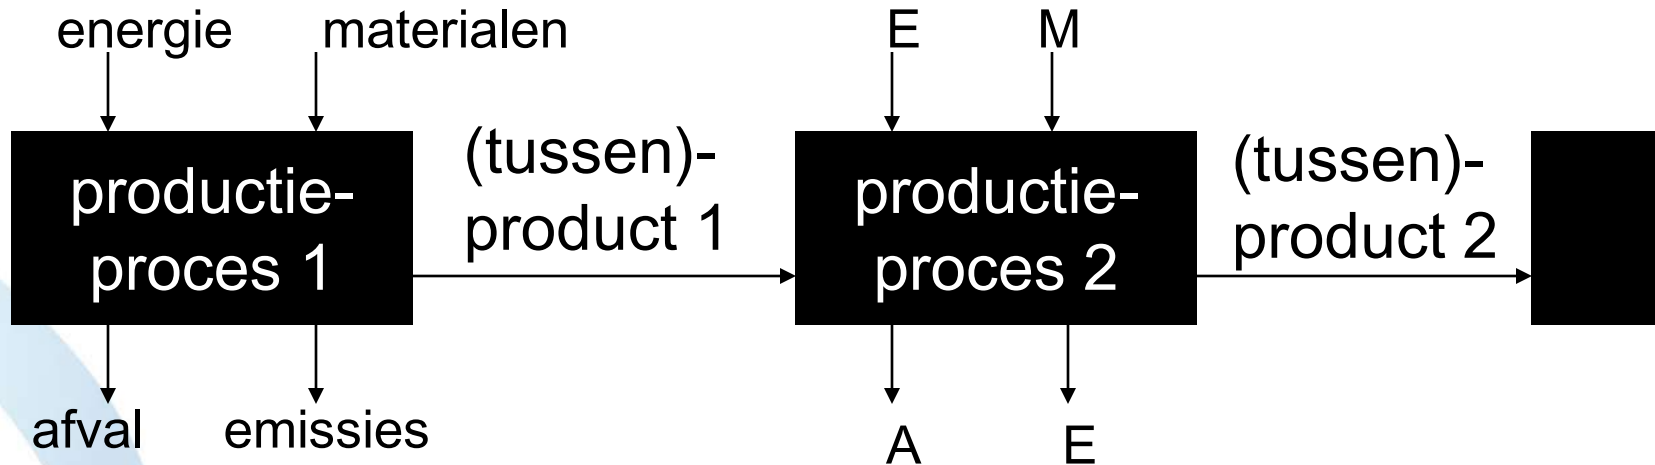 energie
materialen
E
M
productie-
proces 1
(tussen)-
product 1
productie-
proces 2
(tussen)-
product 2
afval
emissies
A
E